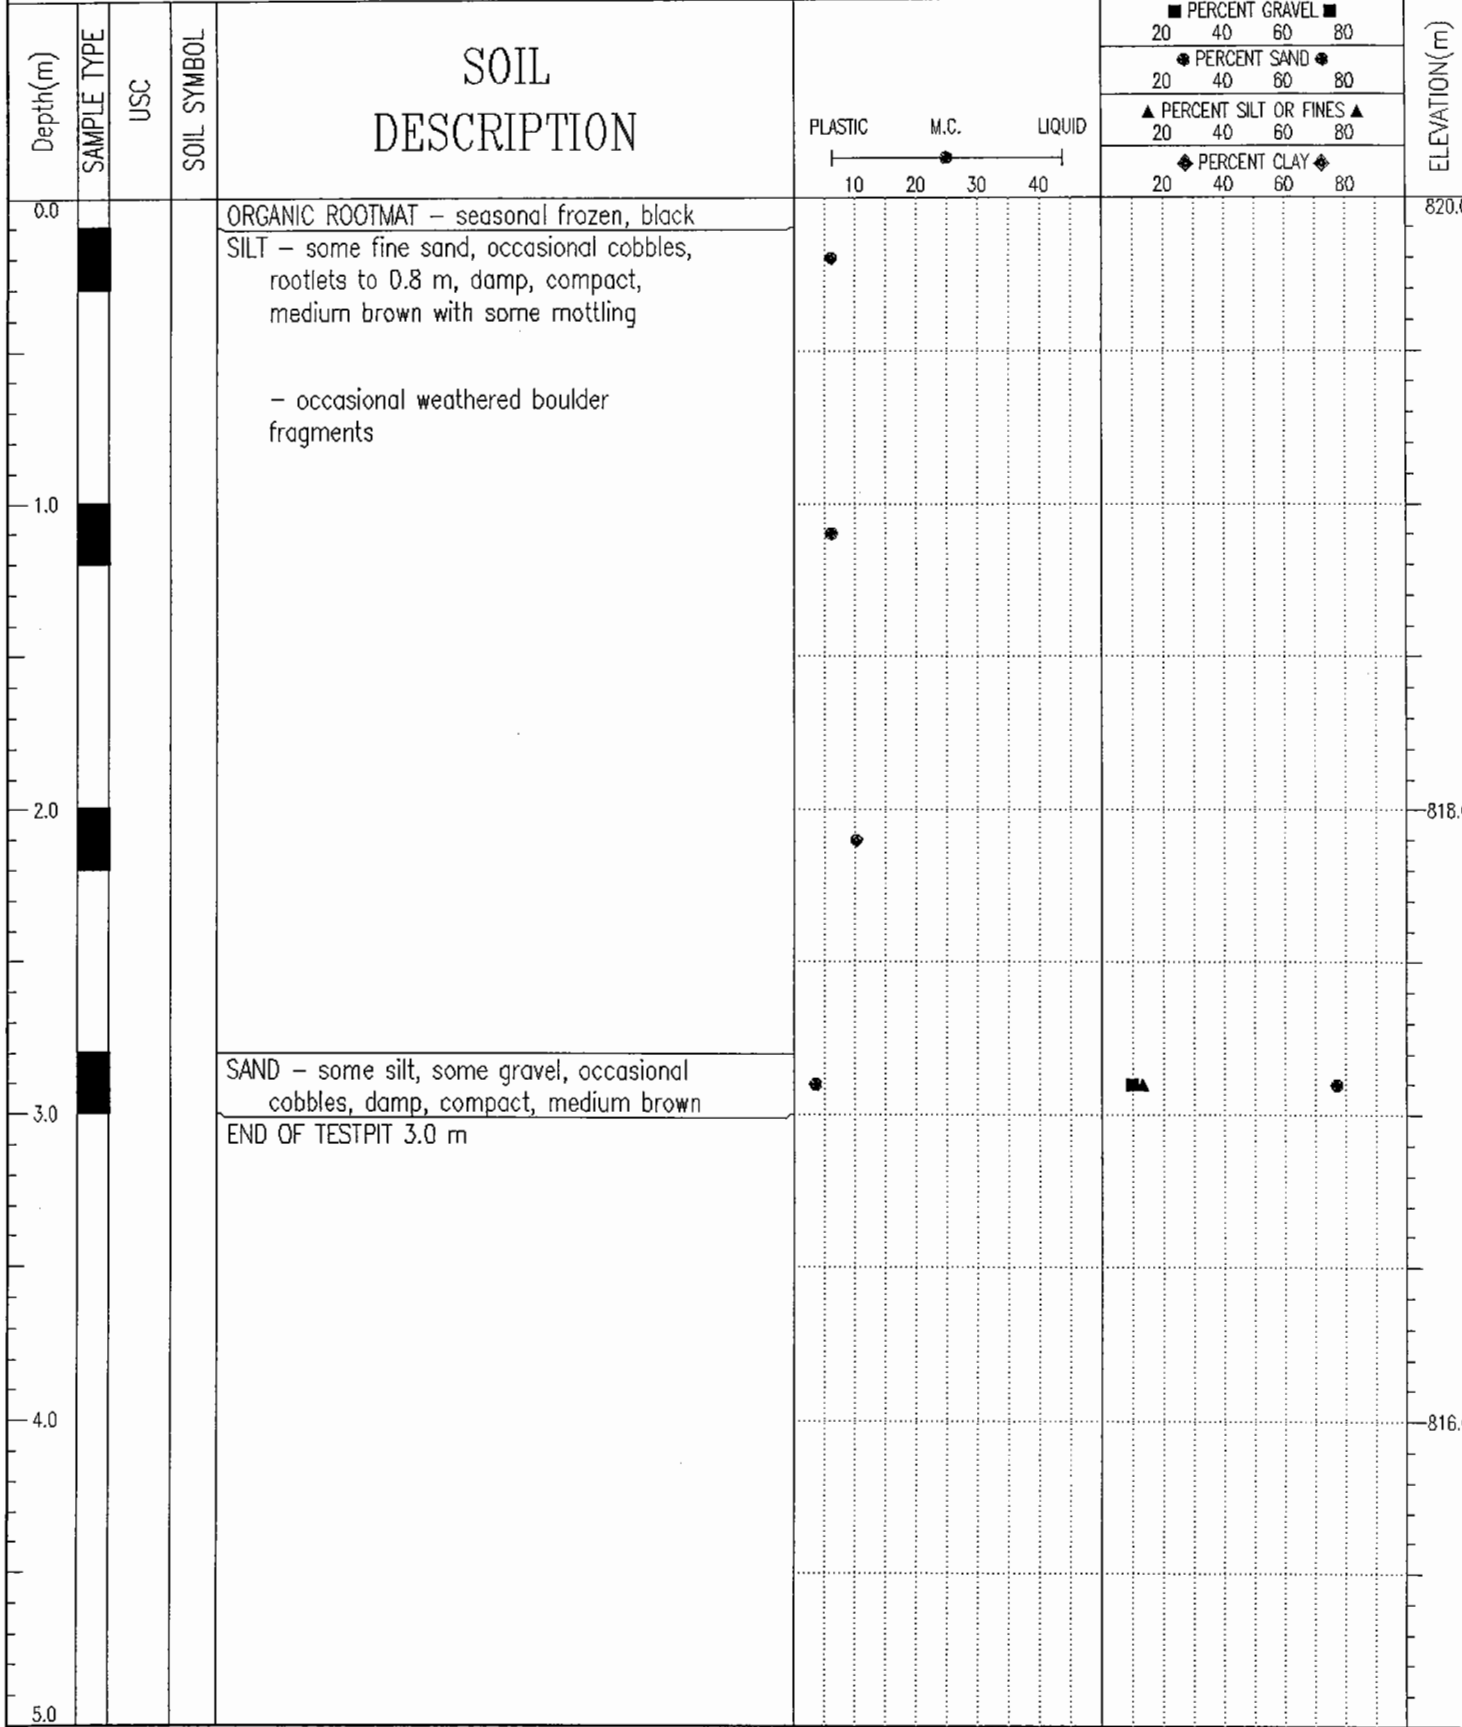 Depth(m)
SAMPLE TYPE
USC
SOIL SYMBOL
SOIL
DESCRIPTION
PLASTIC M.C. LIQUID
10 20 30 40
■ PERCENT GRAVEL ■
20 40 60 80
● PERCENT SAND ●
20 40 60 80
▲ PERCENT SILT OR FINES ▲
20 40 60 80
◆ PERCENT CLAY ◆
20 40 60 80
ELEVATION(m)
0.0
820.0
ORGANIC ROOTMAT – seasonal frozen, black
SILT – some fine sand, occasional cobbles,
rootlets to 0.8 m, damp, compact,
medium brown with some mottling
– occasional weathered boulder
fragments
1.0
2.0
818.
SAND – some silt, some gravel, occasional
cobbles, damp, compact, medium brown
3.0
END OF TESTPIT 3.0 m
4.0
816.
5.0